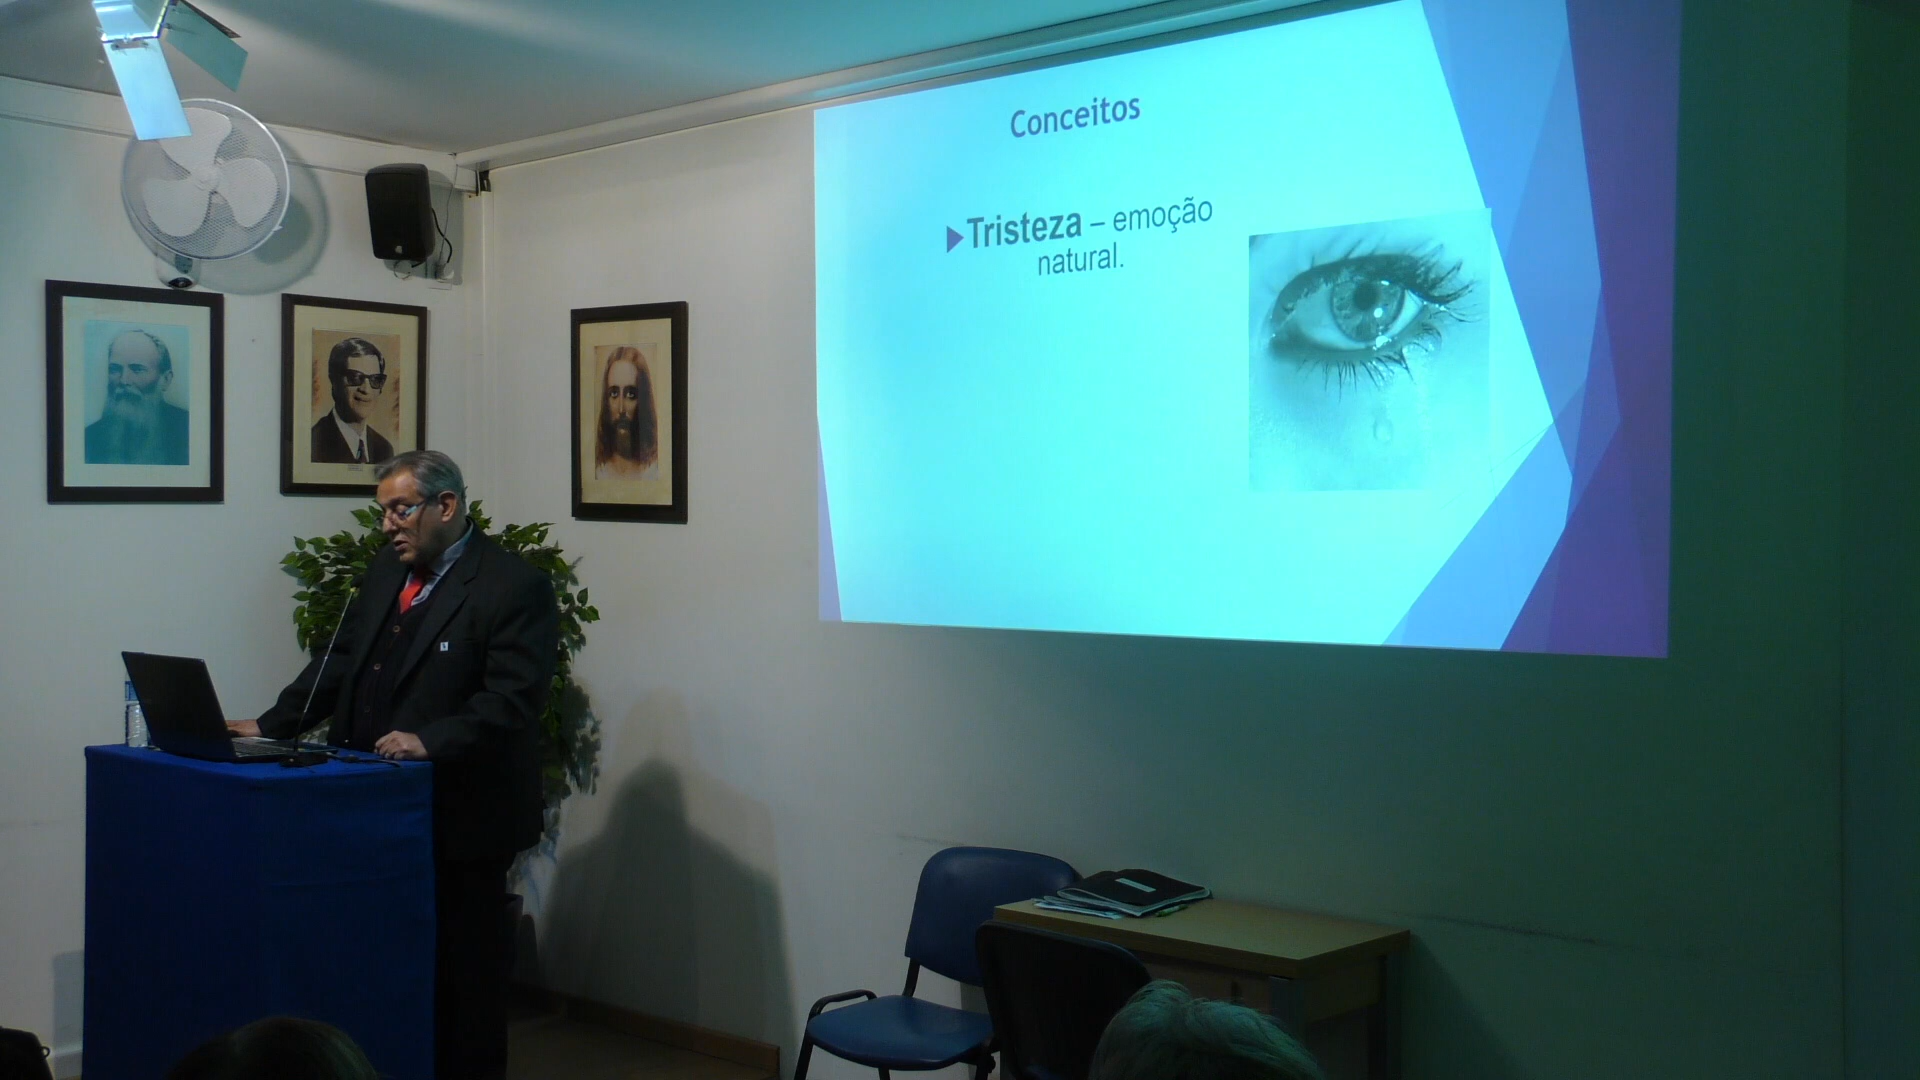 Conceitos
Tristeza – emoção
natural.